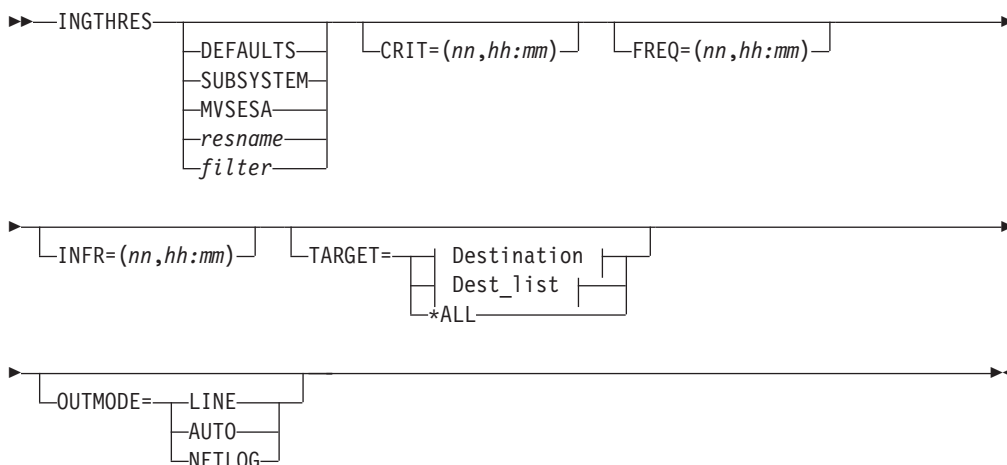 INGTHRES
DEFAULTS
SUBSYSTEM
MVSESA
resname
filter
CRIT=(nn,hh:mm)
FREQ=(nn,hh:mm)
INFR=(nn,hh:mm)
TARGET=
Destination
Dest_list
*ALL
OUTMODE=
LINE
AUTO
NETLOG